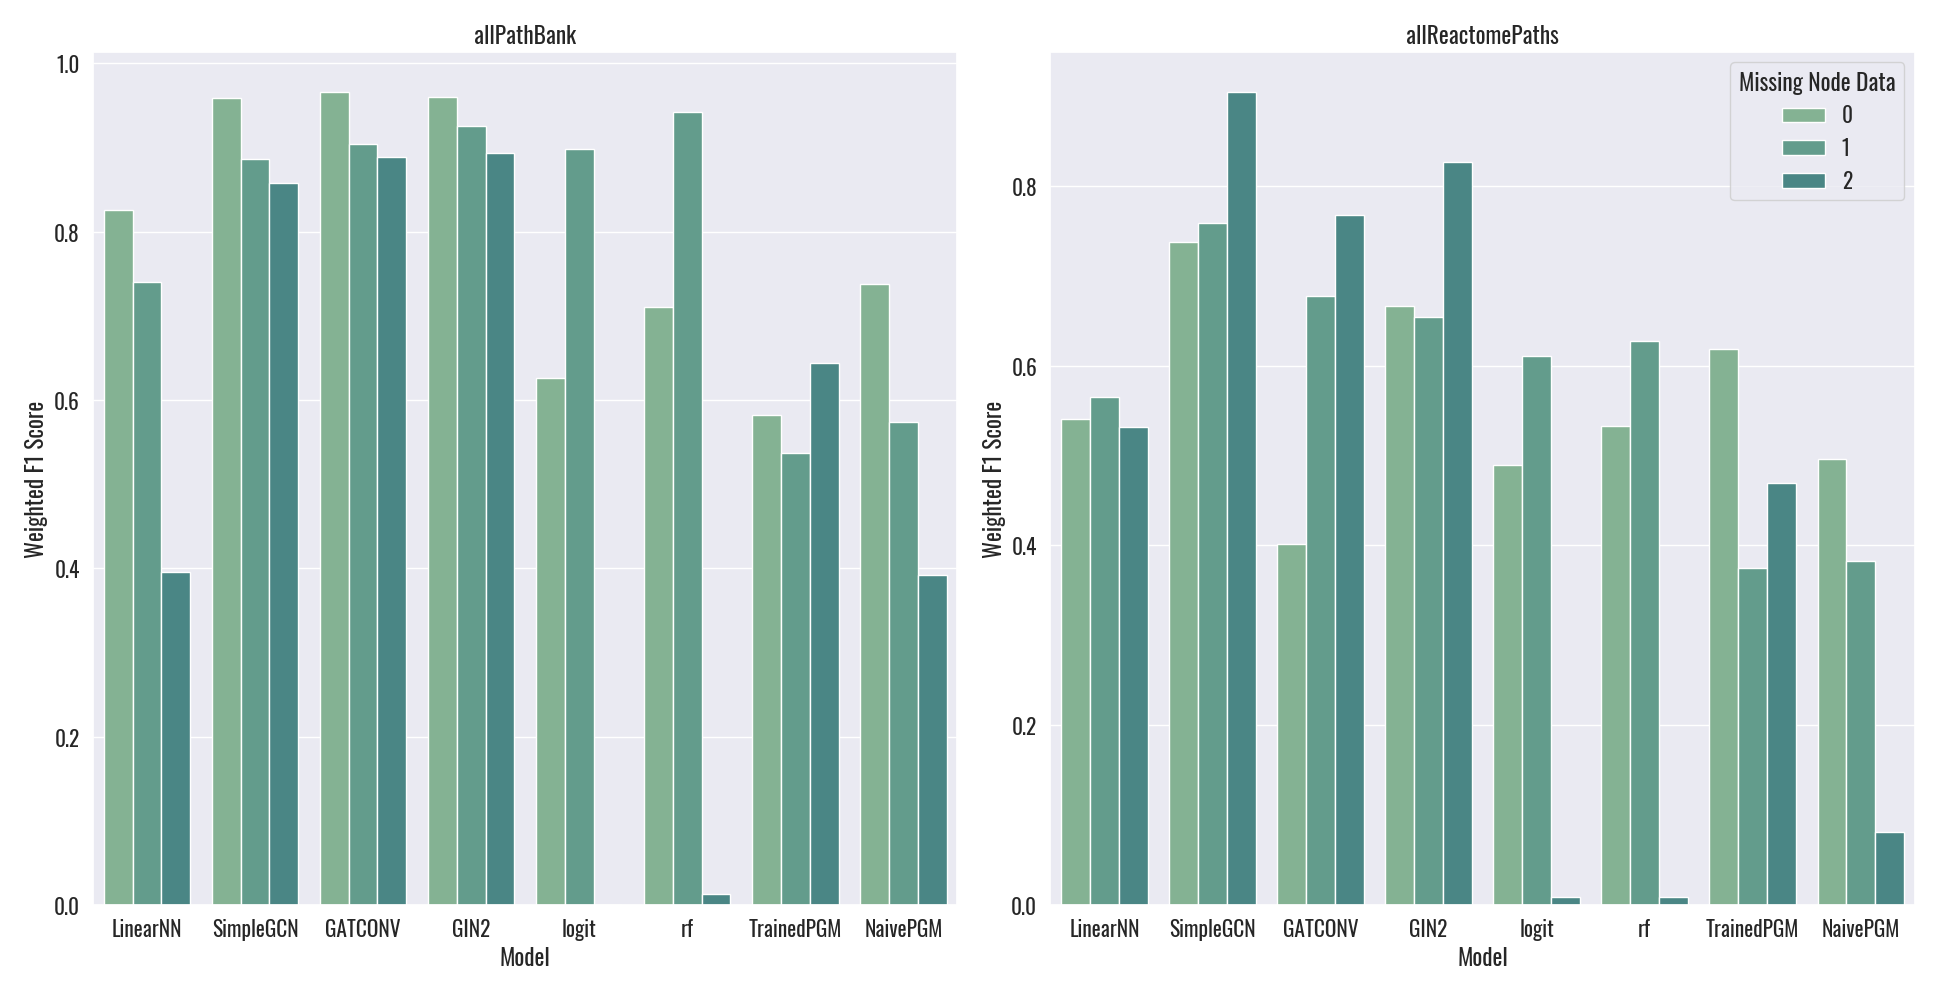 allPathBank
1.0
0.8
0.6
0.4
0.2
0.0
Weighted F1 Score
LinearNN SimpleGCN GATCONV GIN2 logit rf TrainedPGM NaivePGM
Model
allReactomePaths
Missing Node Data
0
1
2
0.8
0.6
0.4
0.2
0.0
Weighted F1 Score
LinearNN SimpleGCN GATCONV GIN2 logit rf TrainedPGM NaivePGM
Model